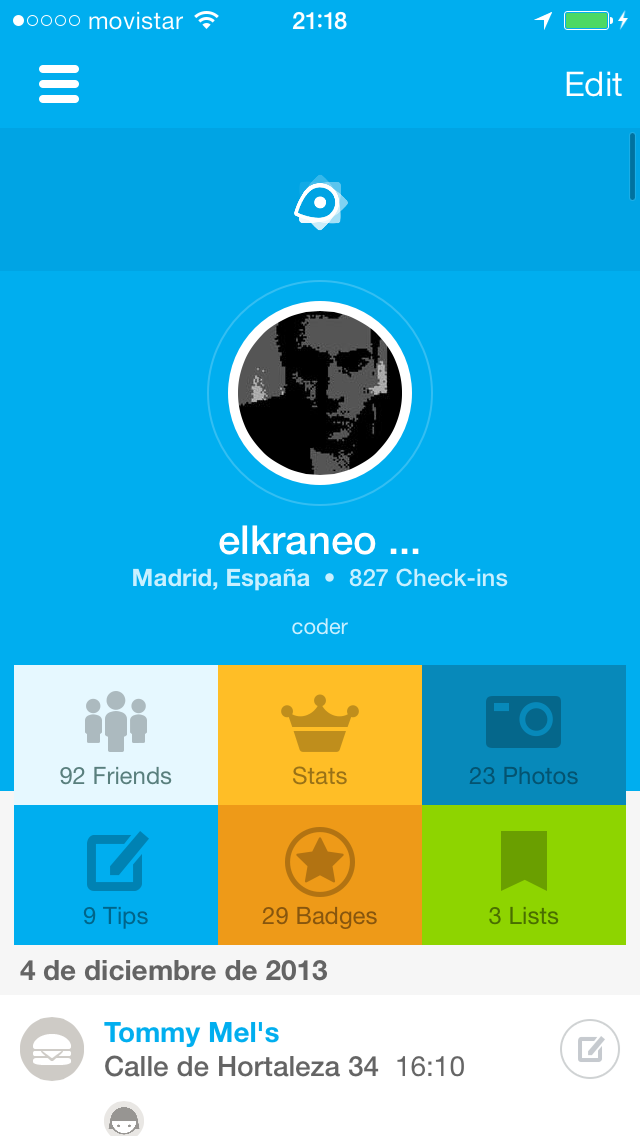 movistar 21:18
Edit
elkraneo ...
Madrid, España • 827 Check-ins
coder
92 Friends
Stats
23 Photos
9 Tips
29 Badges
3 Lists
4 de diciembre de 2013
Tommy Mel's
Calle de Hortaleza 34 16:10